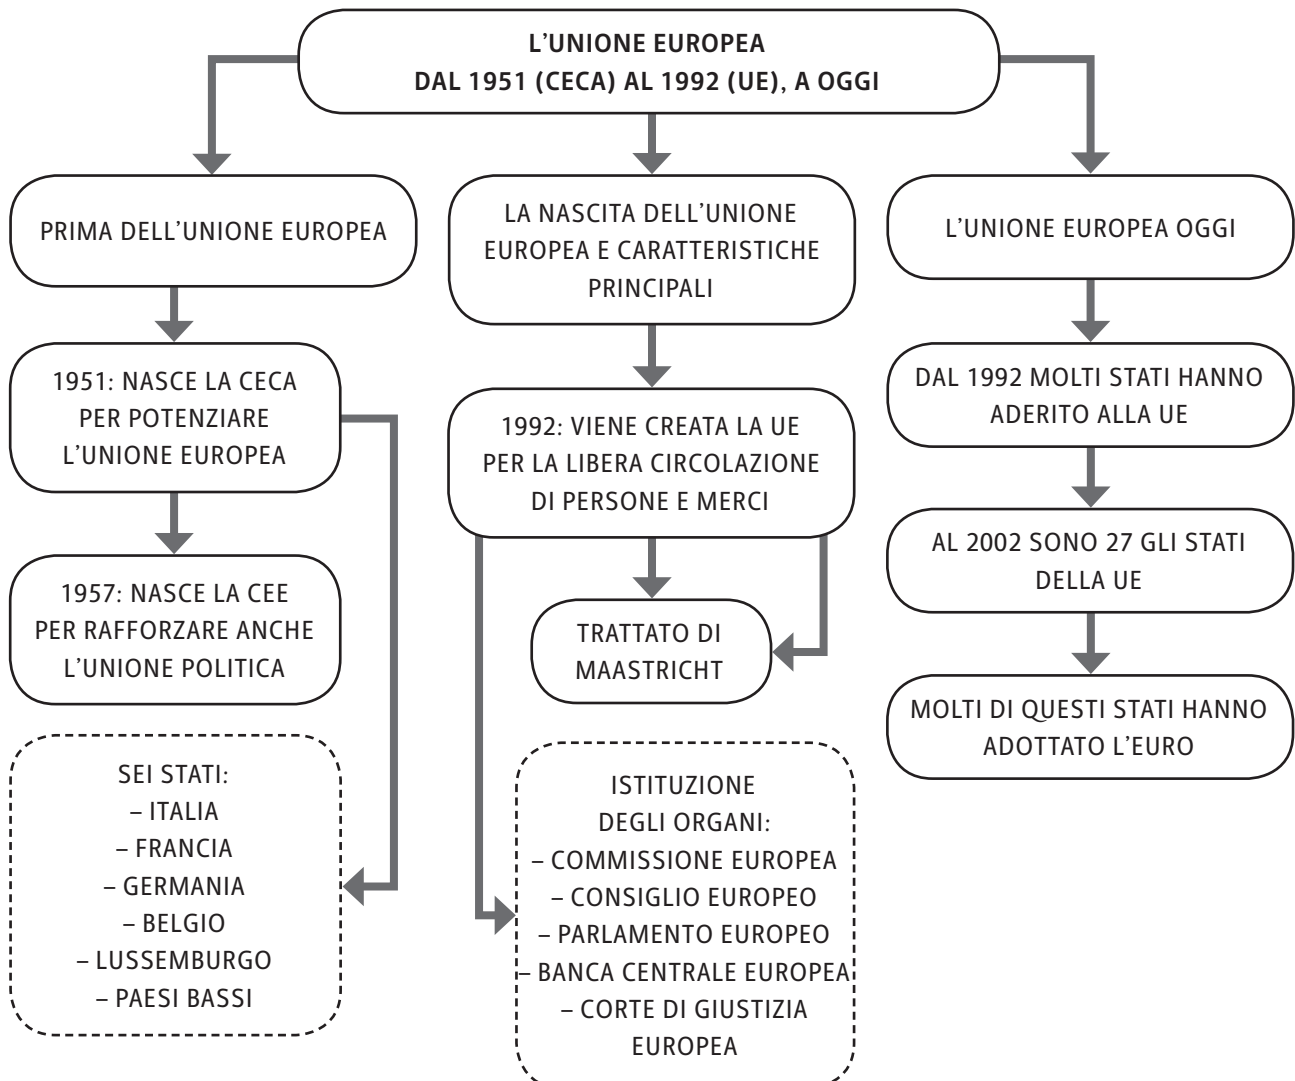 L'UNIONE EUROPEA
DAL 1951 (CECA) AL 1992 (UE), A OGGI
PRIMA DELL'UNIONE EUROPEA
1951: NASCE LA CECA
PER POTENZIARE
L'UNIONE EUROPEA
1957: NASCE LA CEE
PER RAFFORZARE ANCHE
L'UNIONE POLITICA
SEI STATI:
– ITALIA
– FRANCIA
– GERMANIA
– BELGIO
– LUSSEMBURGO
– PAESI BASSI
LA NASCITA DELL'UNIONE
EUROPEA E CARATTERISTICHE
PRINCIPALI
1992: VIENE CREATA LA UE
PER LA LIBERA CIRCOLAZIONE
DI PERSONE E MERCI
TRATTATO DI
MAASTRICHT
ISTITUZIONE
DEGLI ORGANI:
– COMMISSIONE EUROPEA
– CONSIGLIO EUROPEO
– PARLAMENTO EUROPEO
– BANCA CENTRALE EUROPEA
– CORTE DI GIUSTIZIA
EUROPEA
L'UNIONE EUROPEA OGGI
DAL 1992 MOLTI STATI HANNO
ADERITO ALLA UE
AL 2002 SONO 27 GLI STATI
DELLA UE
MOLTI DI QUESTI STATI HANNO
ADOTTATO L'EURO